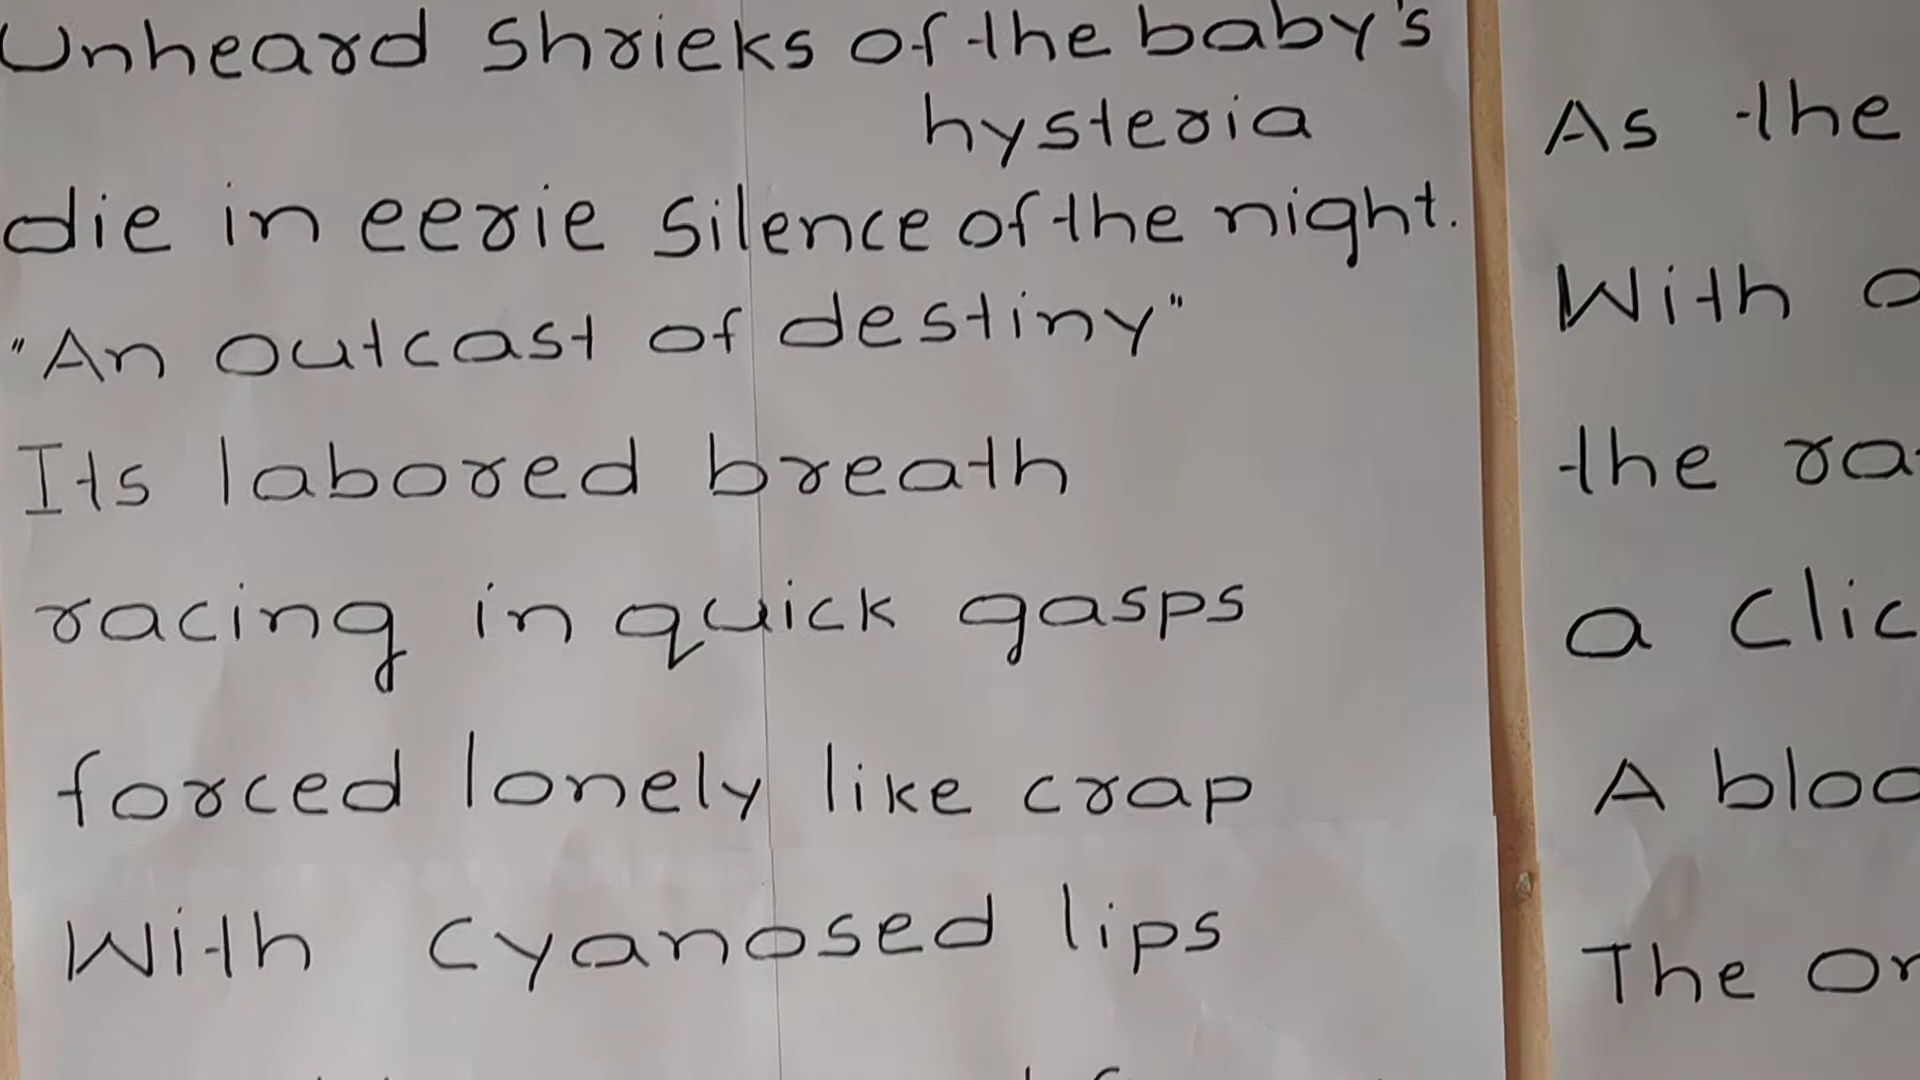 Unheard Shrieks of the baby's
hysteria
die in eerie Silence of the night.
"An outcast of destiny"
Its labored breath
racing in quick gasps
forced lonely like crap
With cyanosed lips
As the
With
the
a
A
The